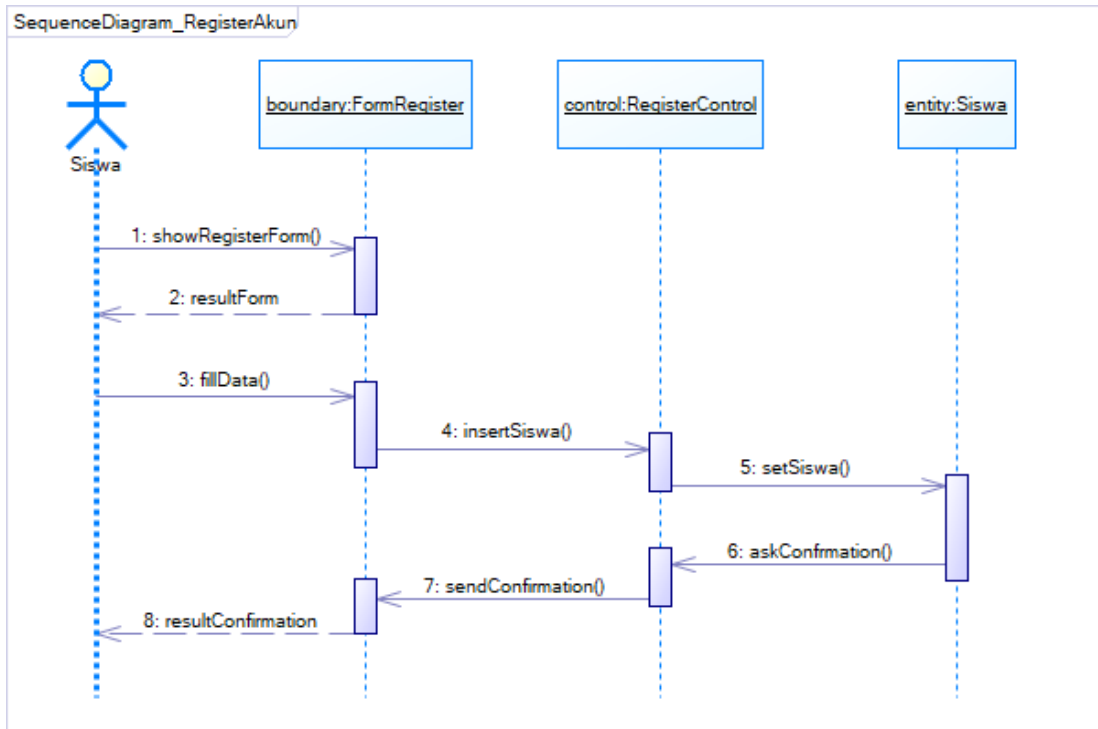 SequenceDiagram_RegisterAkun
boundary:FormRegister
control:RegisterControl
entity:Siswa
Siswa
1: showRegisterForm()
2: resultForm
3: fillData()
4: insertSiswa()
5: setSiswa()
6: askConfrmation()
7: sendConfirmation()
8: resultConfirmation